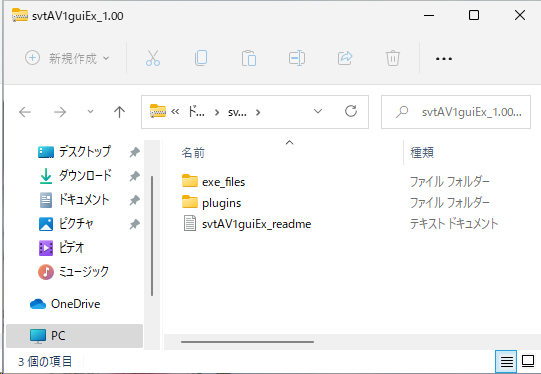 svtAV1guiEx_1.00
新規作成
ド... sv...
svtAV1guiEx_1.00...
デスクトップ
ダウンロード
ドキュメント
ピクチャ
ビデオ
ミュージック
OneDrive
PC
名前 種類
exe_files ファイル フォルダー
plugins ファイル フォルダー
svtAV1guiEx_readme テキスト ドキュメント
3 個の項目